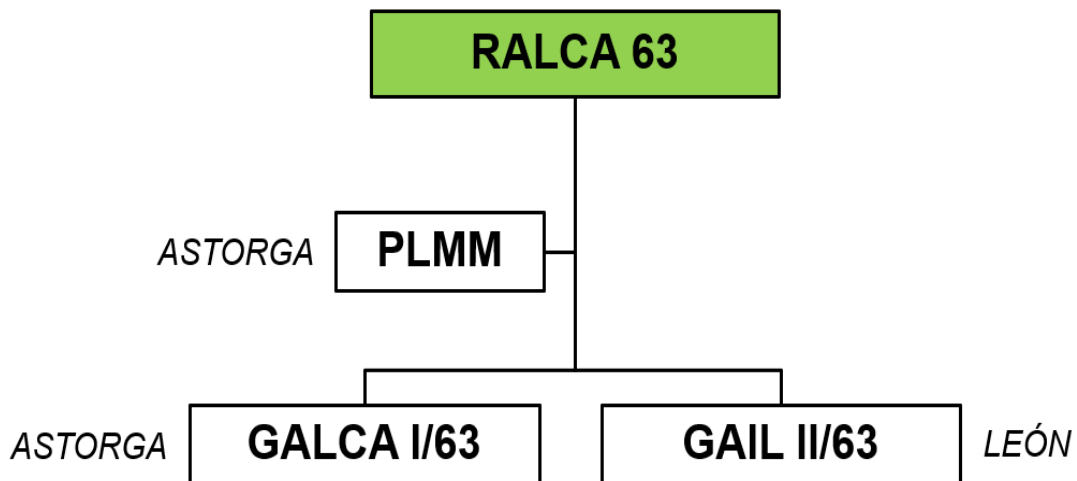 RALCA 63
ASTORGA
PLMM
ASTORGA
GALCA I/63
GAIL II/63
LEÓN